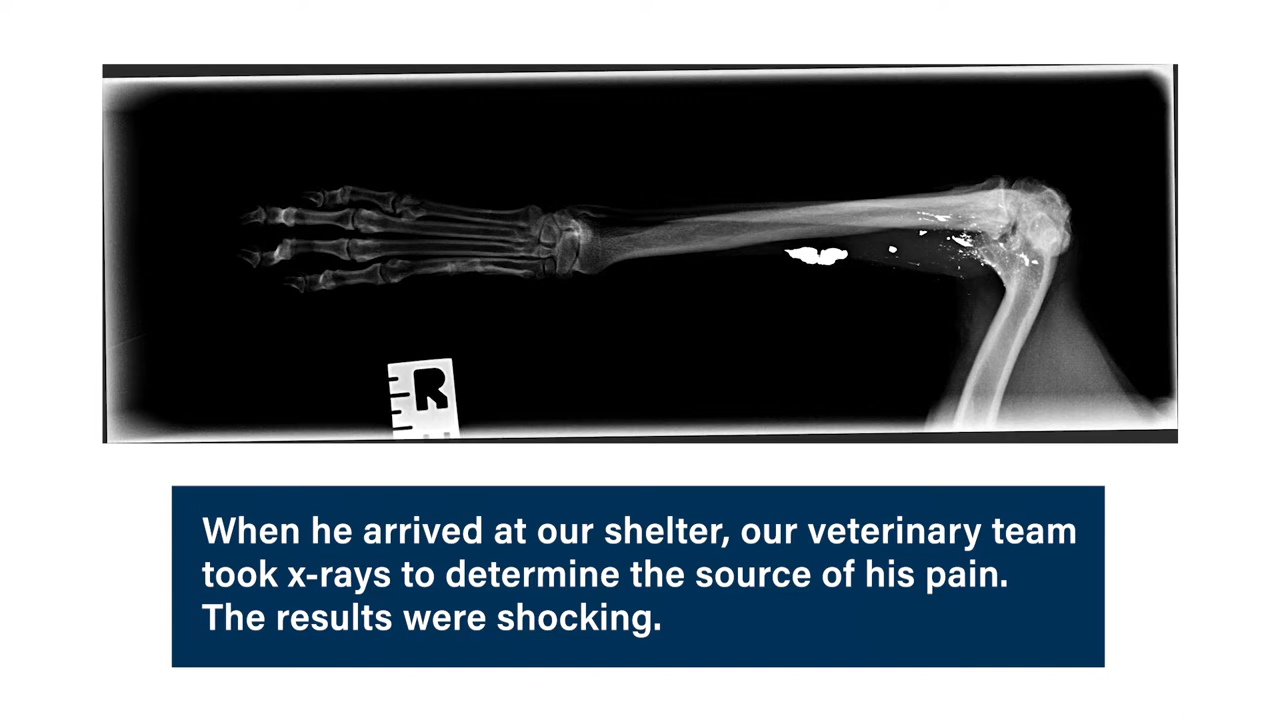 R
When he arrived at our shelter, our veterinary team
took x-rays to determine the source of his pain.
The results were shocking.